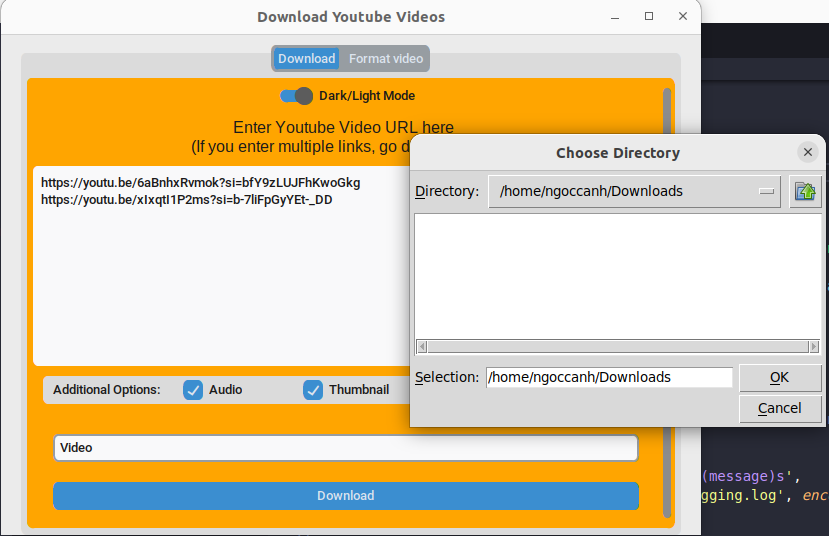 Download Youtube Videos
Download Format video
Dark/Light Mode
Enter Youtube Video URL here
(If you enter multiple links, go d
https://youtu.be/6aBnhxRvmok?si=bfY9zLUJFhKwoGkg
https://youtu.be/xIxqtI1P2ms?si=b-7liFpGyYEt-_DD
Additional Options: Audio Thumbnail
Video
Download
Choose Directory
Directory: /home/ngoccanh/Downloads
Selection: /home/ngoccanh/Downloads OK
Cancel
(message)s',
gging.log', enc